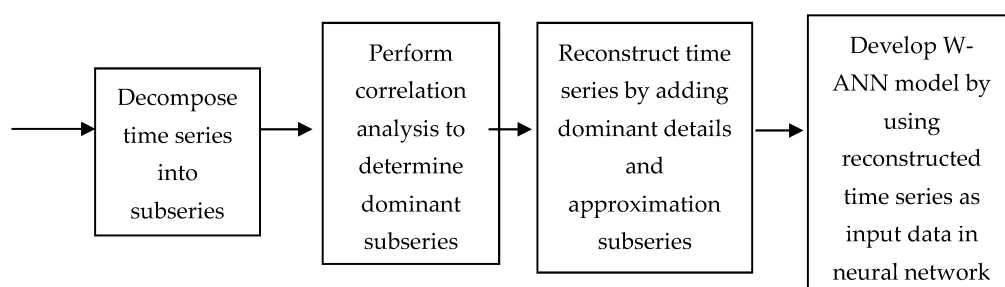 Decompose
time series
into
subseries
Perform
correlation
analysis to
determine
dominant
subseries
Reconstruct time
series by adding
dominant details
and
approximation
subseries
Develop W-
ANN model by
using
reconstructed
time series as
input data in
neural network